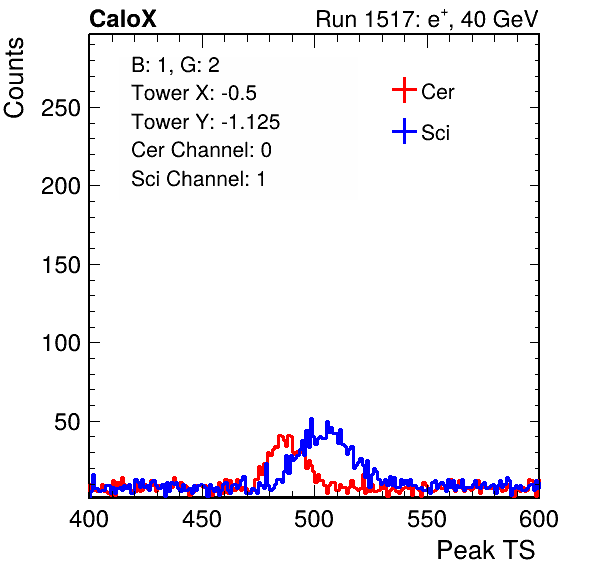 CaloX Run 1517: e⁺, 40 GeV
Counts
B: 1, G: 2
Tower X: -0.5
Tower Y: -1.125
Cer Channel: 0
Sci Channel: 1
Cer
Sci
250
200
150
100
50
400 450 500 550 600
Peak TS